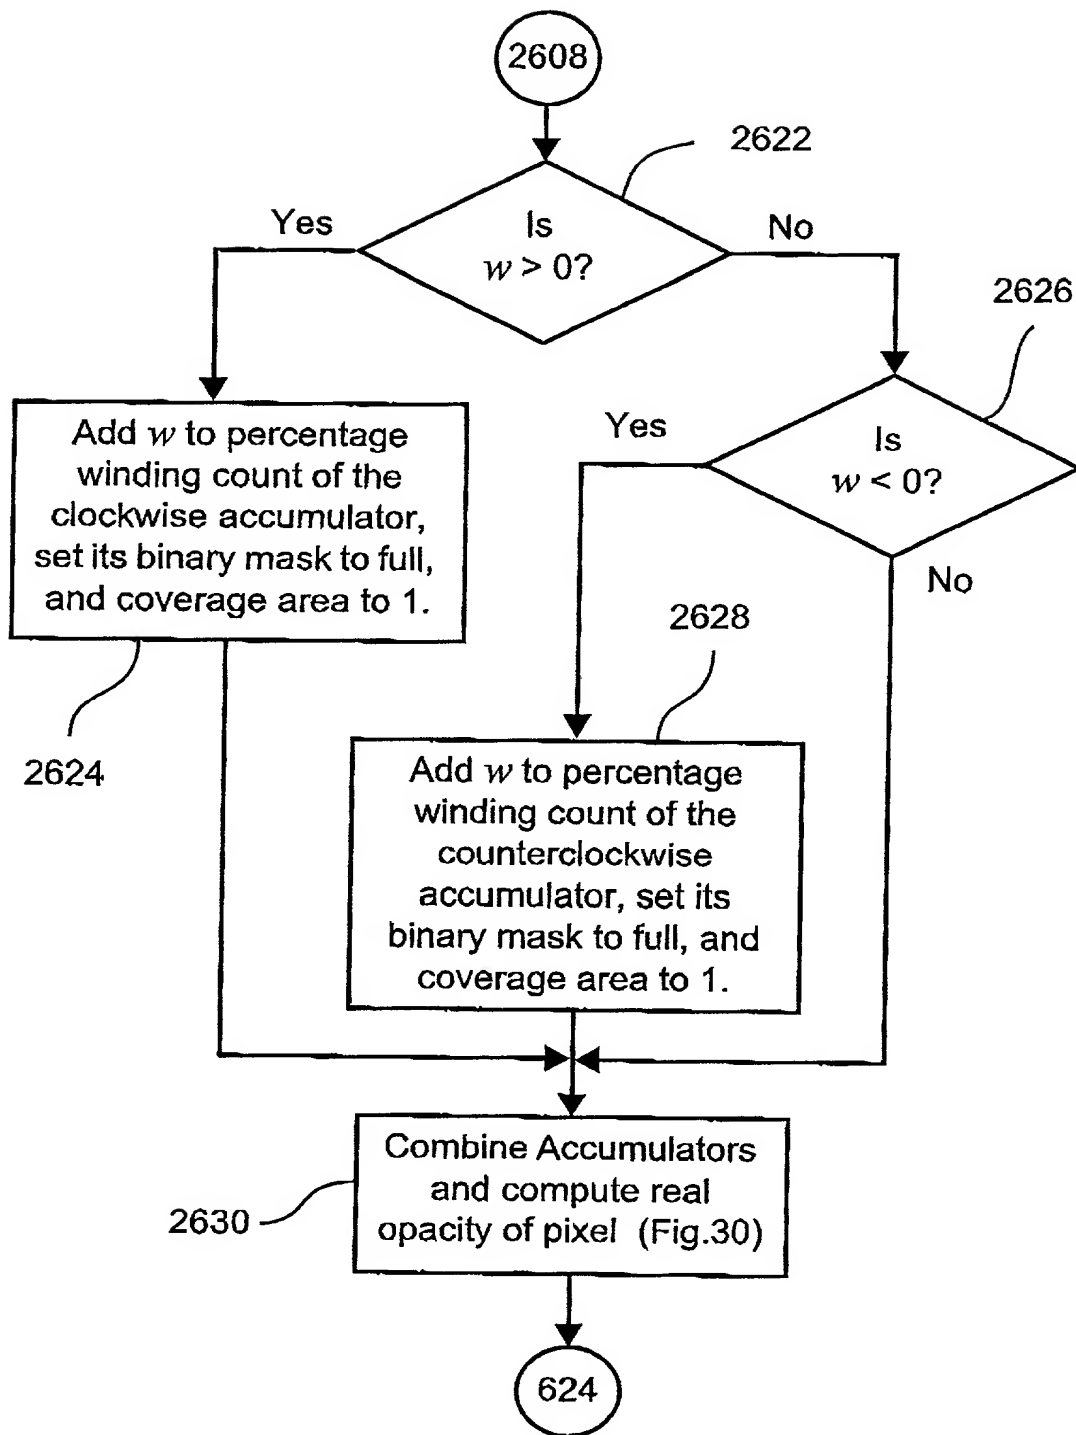 2608
2622
Is
w > 0?
Yes
No
2626
Add w to percentage
winding count of the
clockwise accumulator,
set its binary mask to full,
and coverage area to 1.
2624
Is
w < 0?
Yes
No
2628
Add w to percentage
winding count of the
counterclockwise
accumulator, set its
binary mask to full, and
coverage area to 1.
Combine Accumulators
and compute real
opacity of pixel (Fig.30)
2630
624